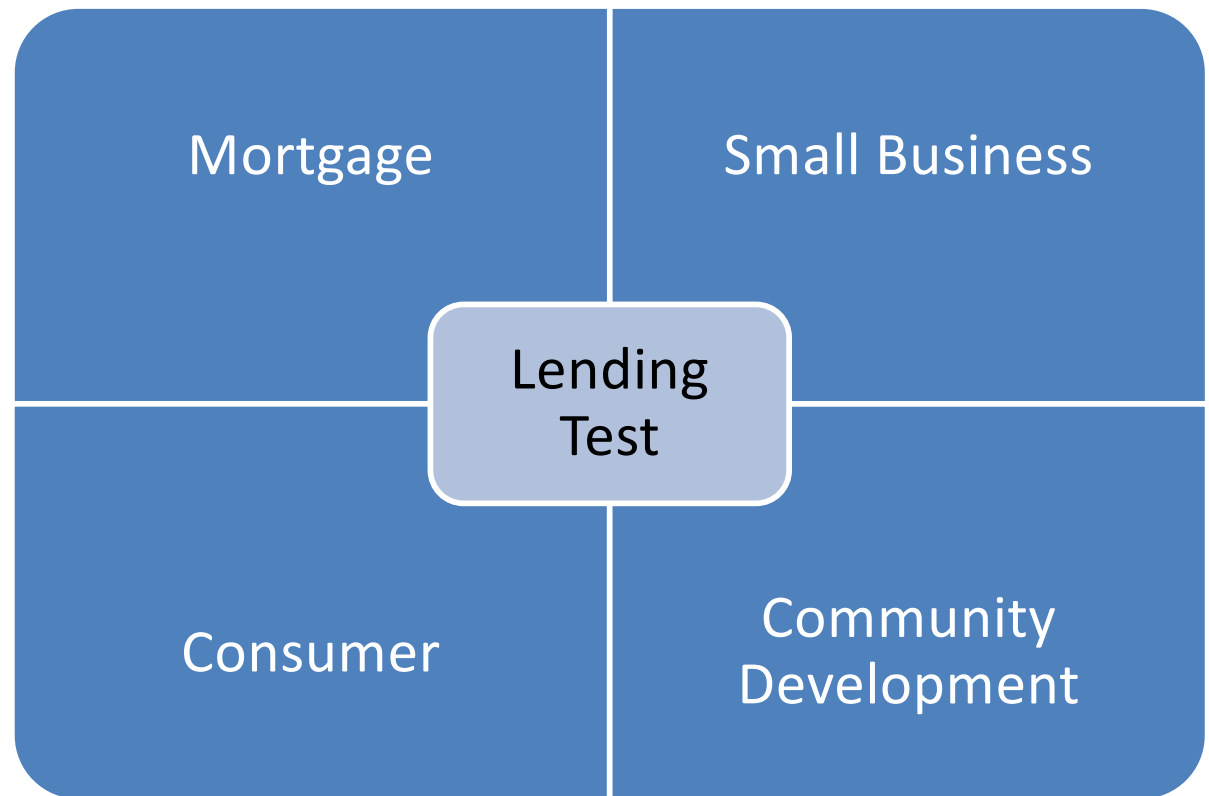 Mortgage
Small Business
Lending
Test
Consumer
Community
Development